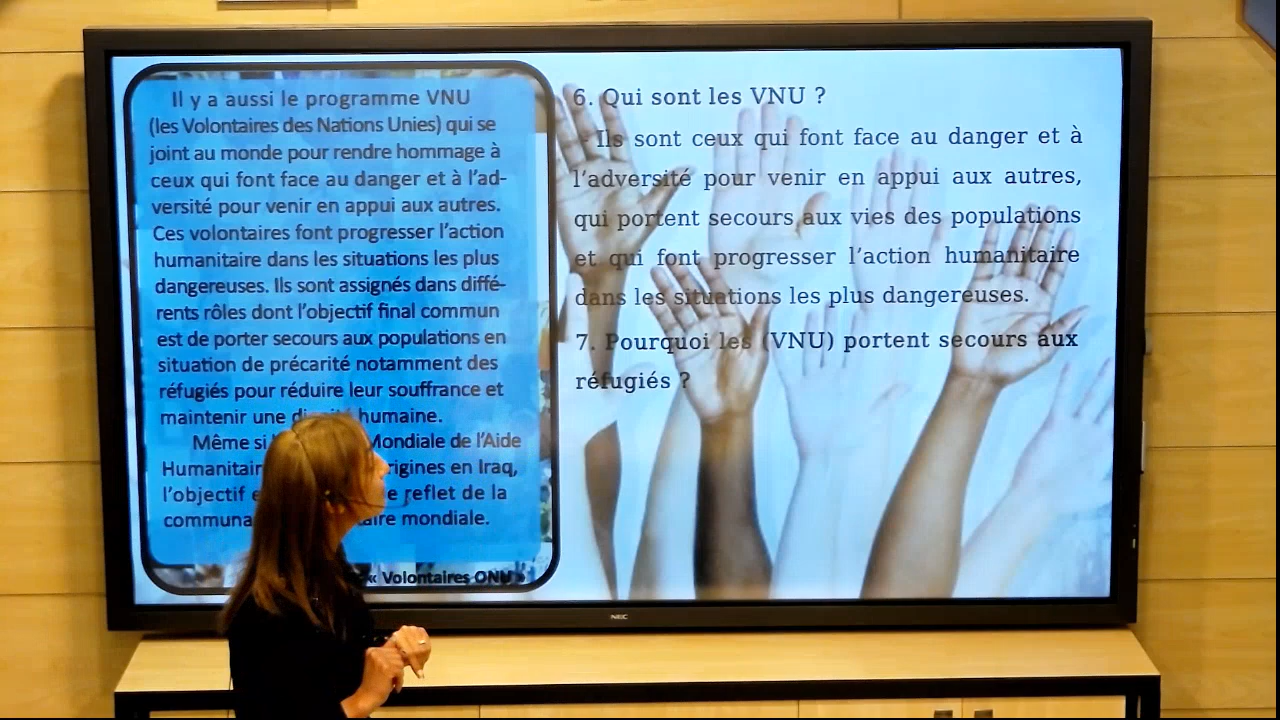 Il y a aussi le programme VNU
(les Volontaires des Nations Unies) qui se
joint au monde pour rendre hommage à
ceux qui font face au danger et à l'ad-
versité pour venir en appui aux autres.
Ces volontaires font progresser l'action
humanitaire dans les situations les plus
dangereuses. Ils sont assignés dans diffé-
rents rôles dont l'objectif final commun
est de porter secours aux populations en
situation de précarité notamment des
réfugiés pour réduire leur souffrance et
maintenir une humaine.
Même si Mondiale de l'Aide
en Iraq,
l'objectif reflet de la
mondiale.
« Volontaires ONU »
6. Qui sont les VNU ?
- Ils sont ceux qui font face au danger et à
l'adversité pour venir en appui aux autres,
qui portent secours aux vies des populations
et qui font progresser l'action humanitaire
dans les situations les plus dangereuses.
7. Pourquoi les (VNU) portent secours aux
réfugiés ?
NEC